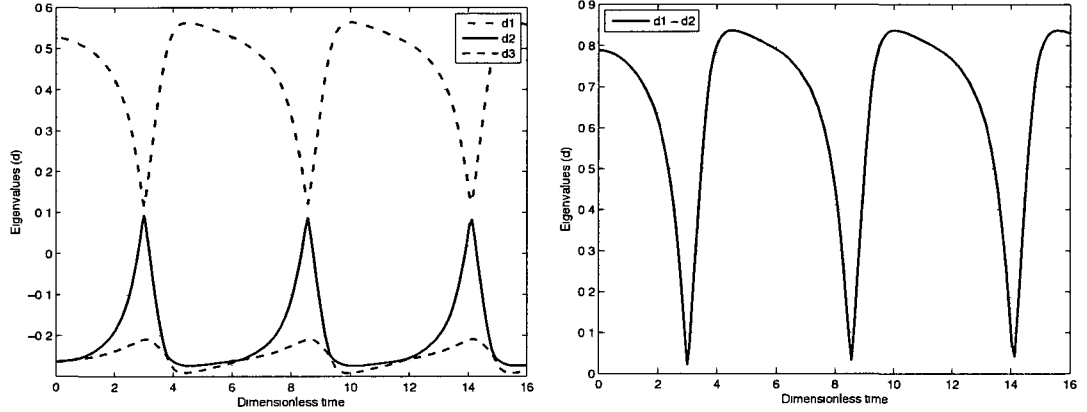 0.6
0.5
0.4
0.3
0.2
0.1
0
−0.1
−0.2
Eigenvalues (d)
d1
d2
d3
0 2 4 6 8 10 12 14 16
Dimensionless time
0.9
0.8
0.7
0.6
0.5
0.4
0.3
0.2
0.1
0
Eigenvalues (d)
d1 − d2
0 2 4 6 8 10 12 14 16
Dimensionless time